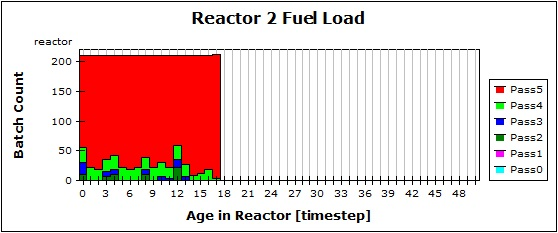 Reactor 2 Fuel Load
reactor
200
150
100
50
0
Batch Count
0 3 6 9 12 15 18 21 24 27 30 33 36 39 42 45 48
Age in Reactor [timestep]
Pass5
Pass4
Pass3
Pass2
Pass1
Pass0